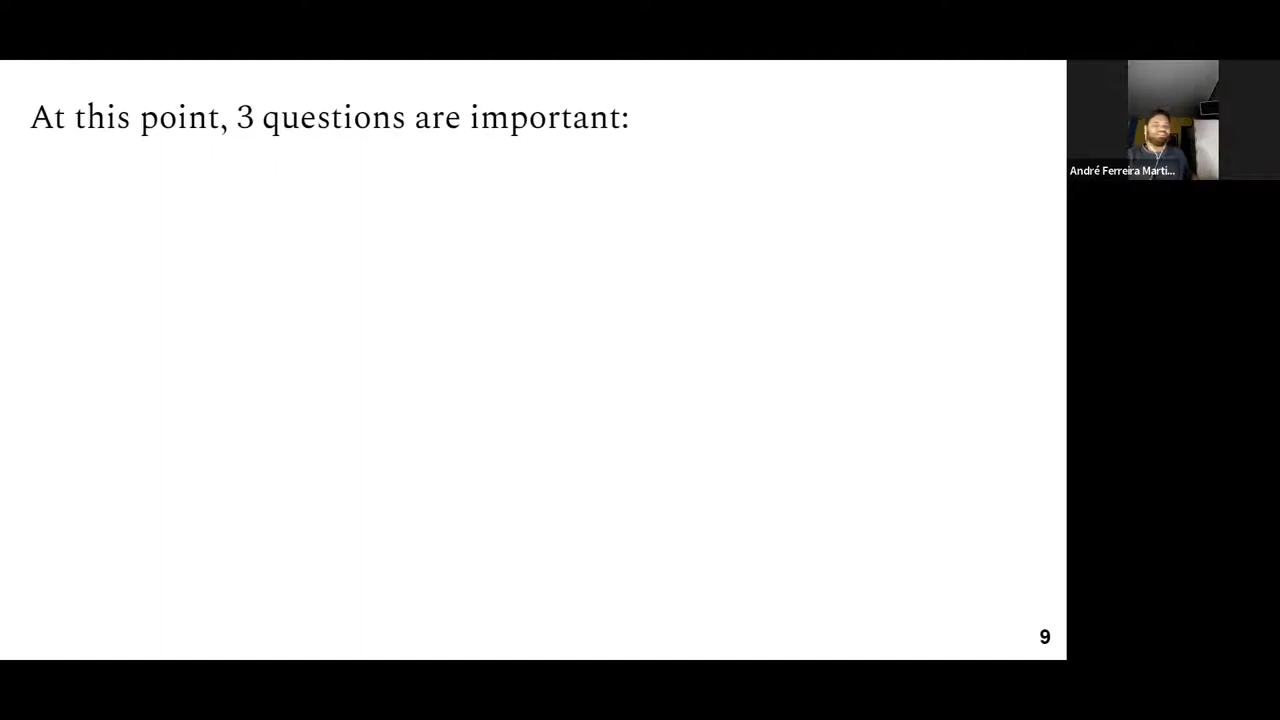 At this point, 3 questions are important:
André Ferreira Marti...
9